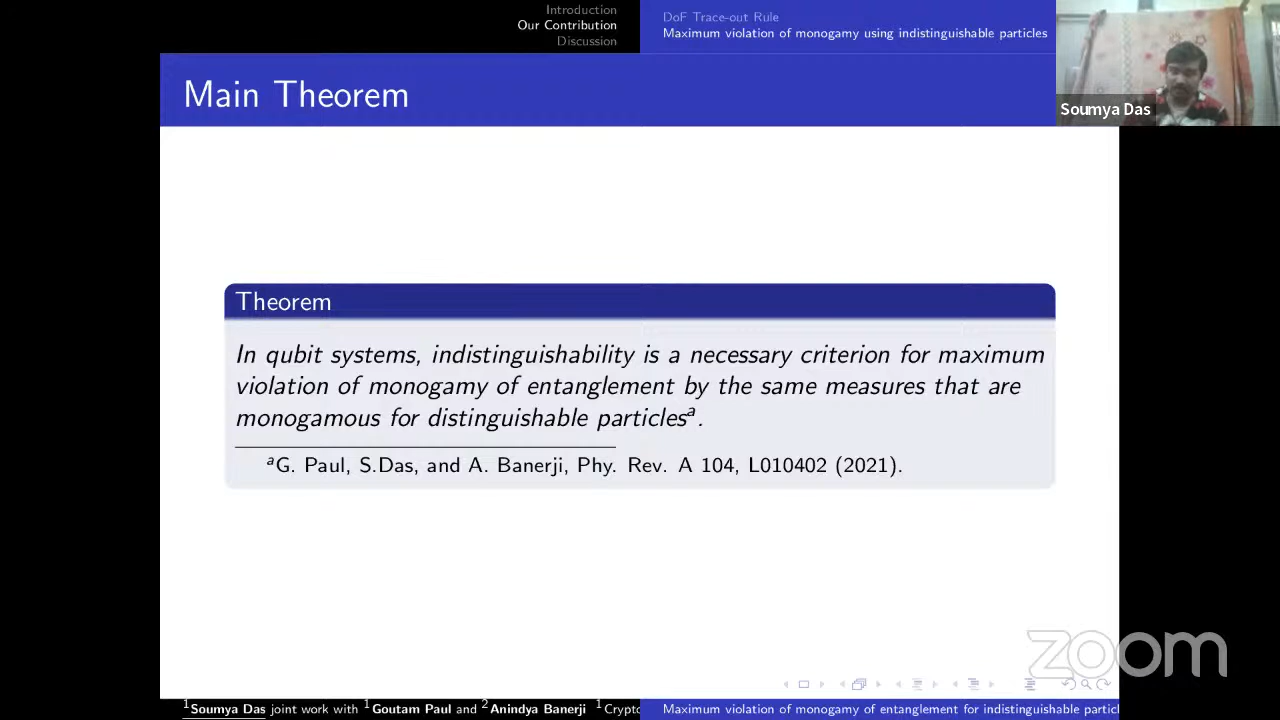 Introduction
Our Contribution
Discussion
DoF Trace-out Rule
Maximum violation of monogamy using indistinguishable particles
Main Theorem
Soumya Das
Theorem
In qubit systems, indistinguishability is a necessary criterion for maximum
violation of monogamy of entanglement by the same measures that are
monogamous for distinguishable particlesᵃ.
ᵃG. Paul, S.Das, and A. Banerji, Phy. Rev. A 104, L010402 (2021).
zoom
¹Soumya Das joint work with ¹Goutam Paul and ²Anindya Banerji ¹Crypto
Maximum violation of monogamy of entanglement for indistinguishable particl